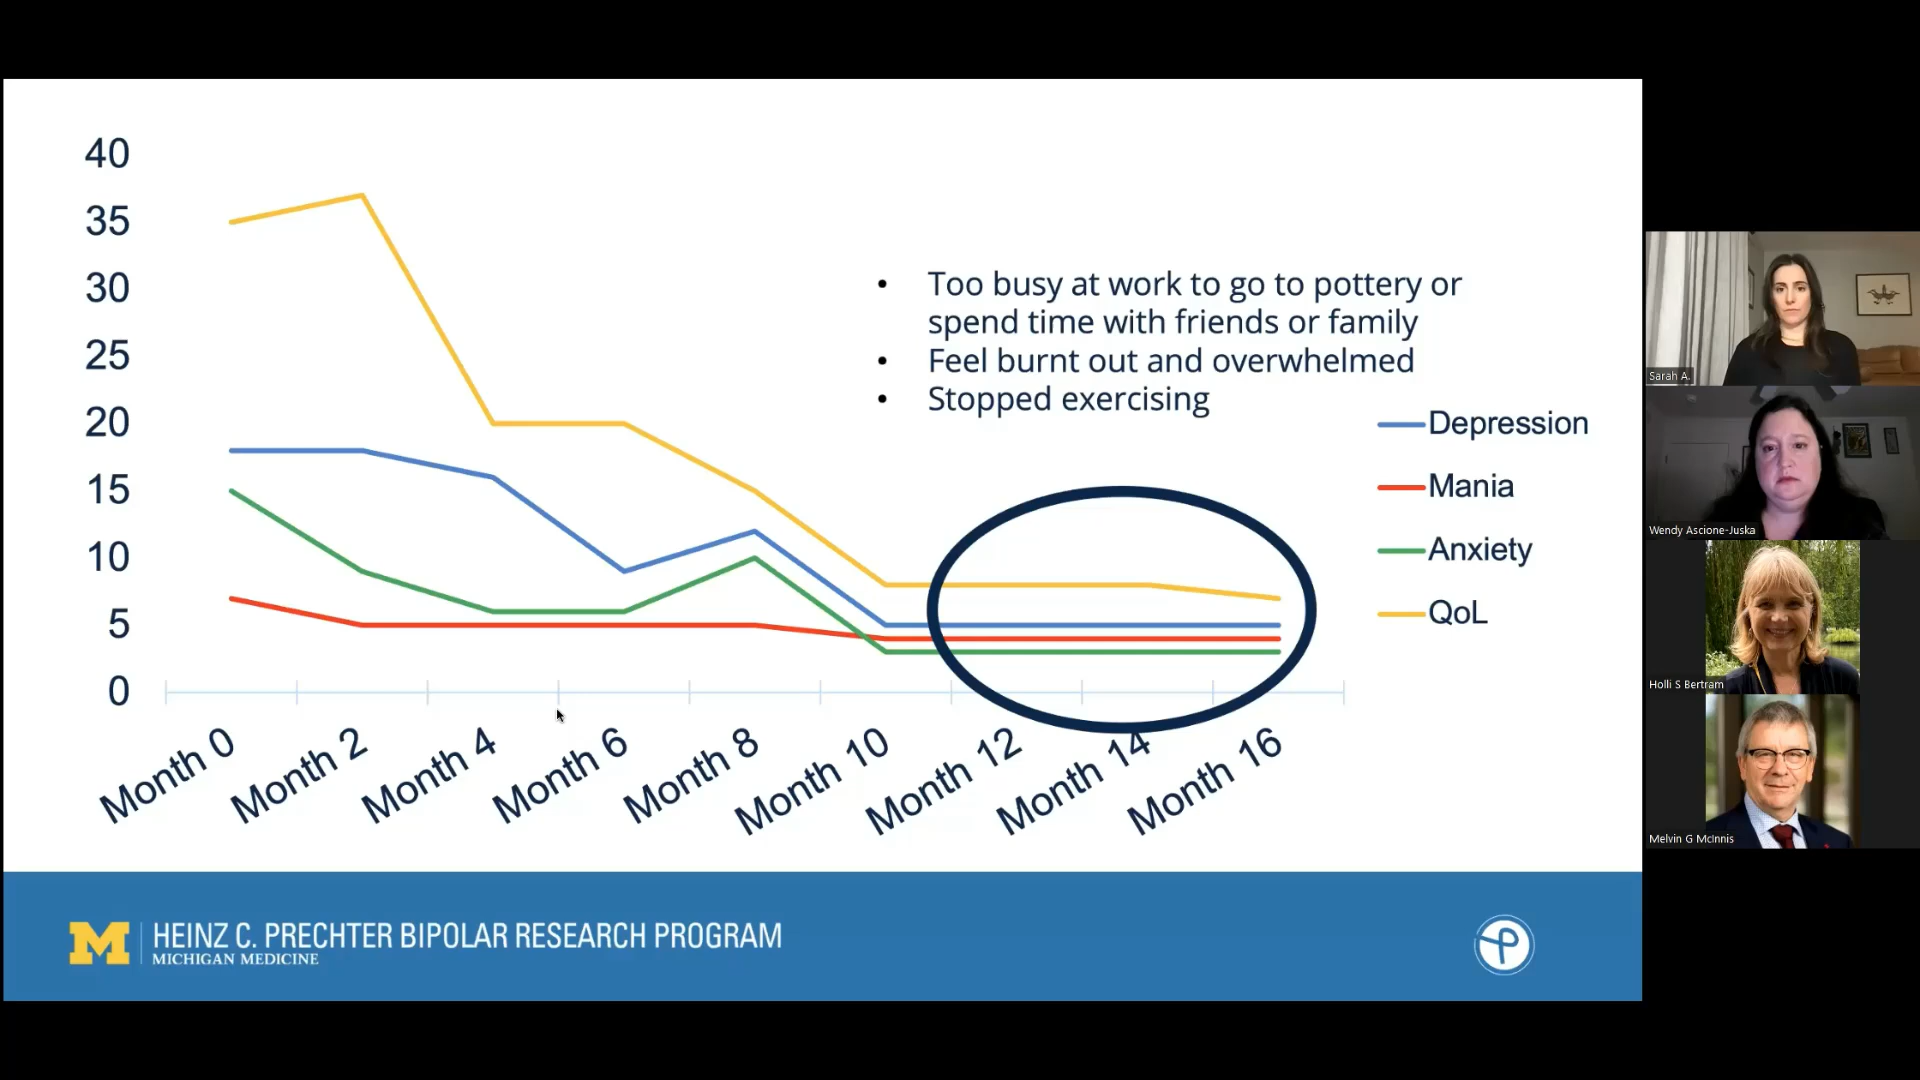 40
35
30
25
20
15
10
5
0
• Too busy at work to go to pottery or
spend time with friends or family
• Feel burnt out and overwhelmed
• Stopped exercising
Depression
Mania
Anxiety
QoL
Month 0
Month 2
Month 4
Month 6
Month 8
Month 10
Month 12
Month 14
Month 16
M
HEINZ C. PRECHTER BIPOLAR RESEARCH PROGRAM
MICHIGAN MEDICINE
P
Sarah A.
Wendy Ascione-Juska
Holli S Bertram
Melvin G McInnis